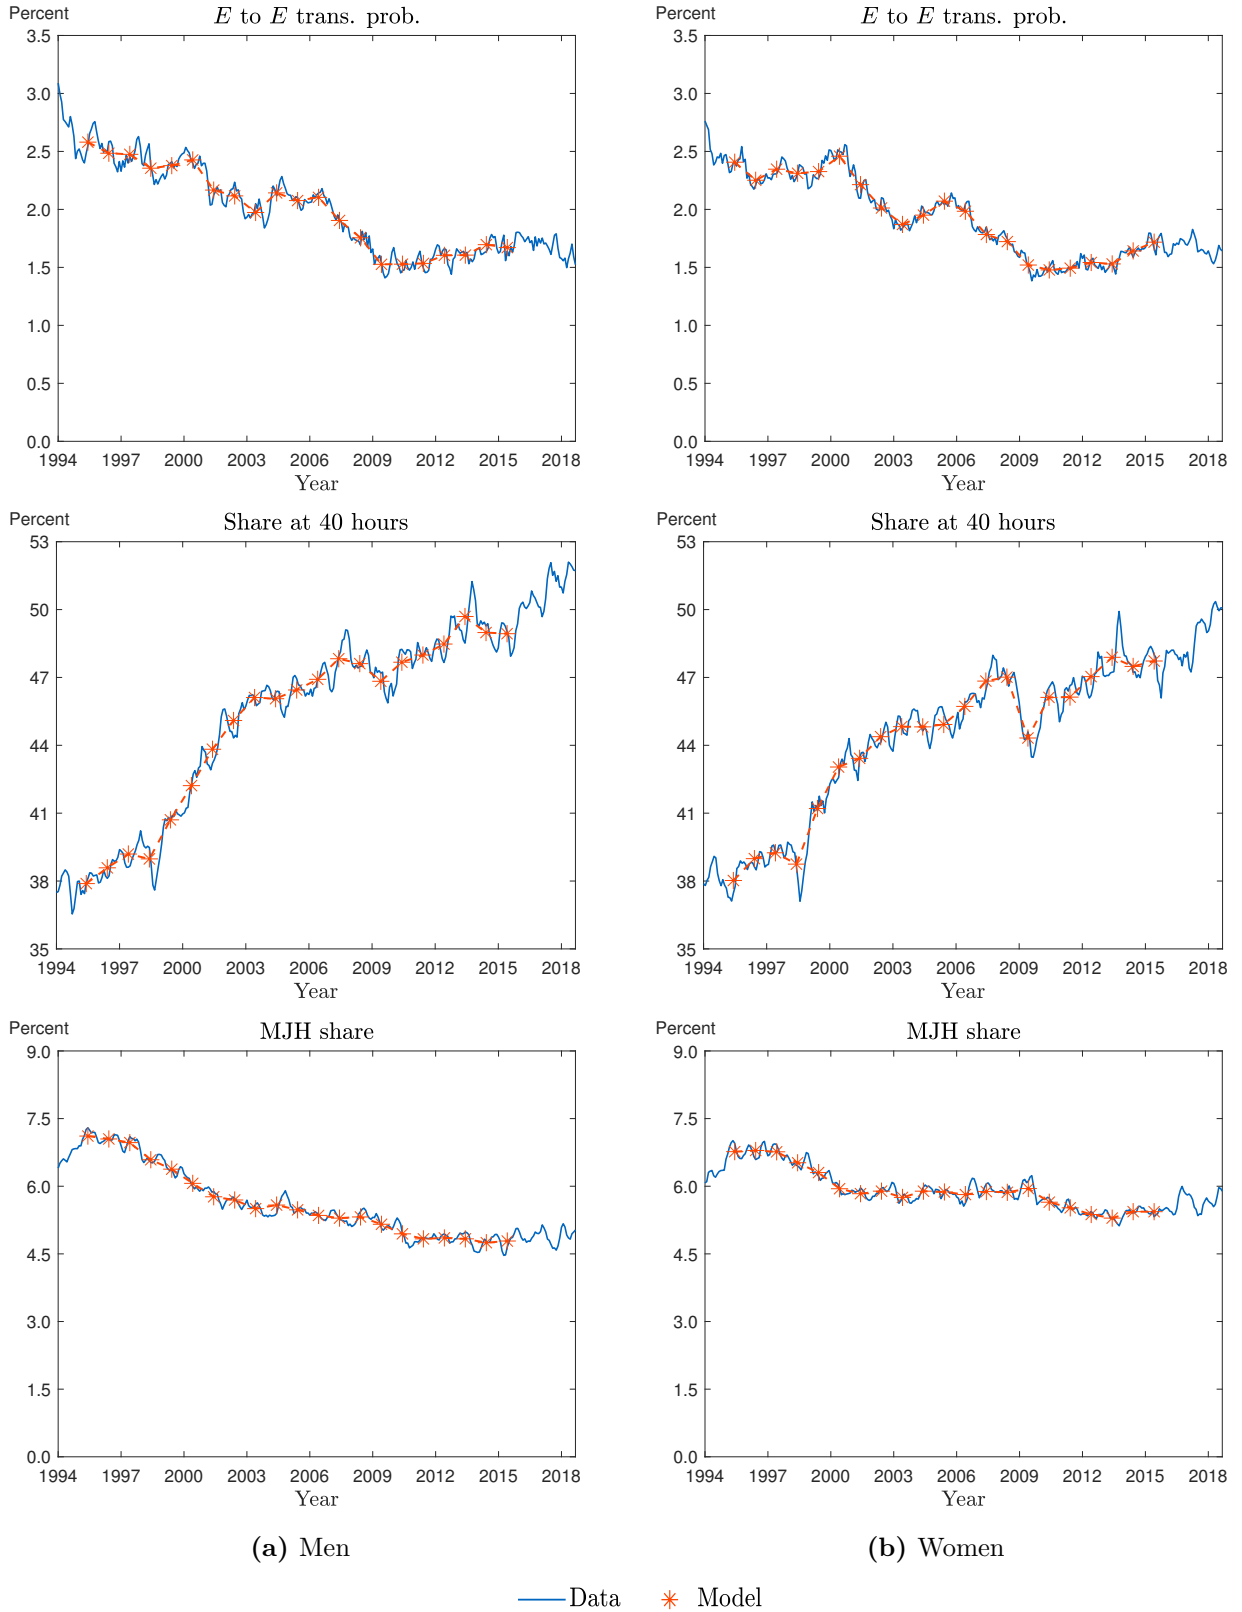 Percent
E to E trans. prob.
3.5
3.0
2.5
2.0
1.5
1.0
0.5
0.0
1994 1997 2000 2003 2006 2009 2012 2015 2018
Year
Percent
E to E trans. prob.
3.5
3.0
2.5
2.0
1.5
1.0
0.5
0.0
1994 1997 2000 2003 2006 2009 2012 2015 2018
Year
Percent
Share at 40 hours
53
50
47
44
41
38
35
1994 1997 2000 2003 2006 2009 2012 2015 2018
Year
Percent
Share at 40 hours
53
50
47
44
41
38
35
1994 1997 2000 2003 2006 2009 2012 2015 2018
Year
Percent
MJH share
9.0
7.5
6.0
4.5
3.0
1.5
0.0
1994 1997 2000 2003 2006 2009 2012 2015 2018
Year
Percent
MJH share
9.0
7.5
6.0
4.5
3.0
1.5
0.0
1994 1997 2000 2003 2006 2009 2012 2015 2018
Year
(a) Men
(b) Women
Data Model